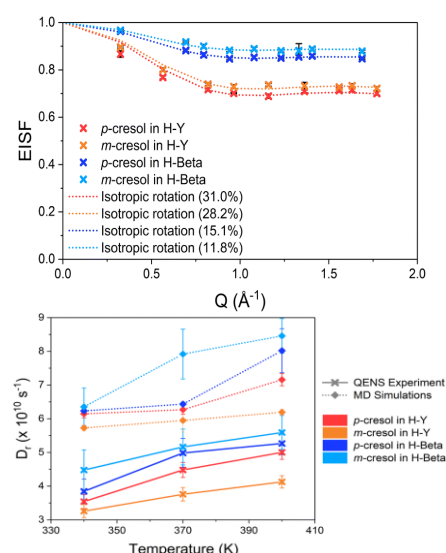 1.0
0.8
0.6
0.4
0.2
0.0
EISF
p-cresol in H-Y
m-cresol in H-Y
p-cresol in H-Beta
m-cresol in H-Beta
Isotropic rotation (31.0%)
Isotropic rotation (28.2%)
Isotropic rotation (15.1%)
Isotropic rotation (11.8%)
0.0 0.5 1.0 1.5 2.0
Q (Å⁻¹)
9
8
7
6
5
4
3
Dᵣ (x 10¹⁰ s⁻¹)
QENS Experiment
MD Simulations
p-cresol in H-Y
m-cresol in H-Y
p-cresol in H-Beta
m-cresol in H-Beta
330 350 370 390 410
Temperature (K)